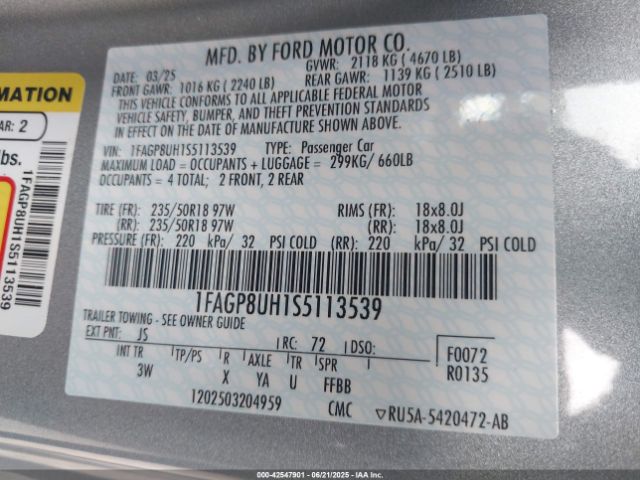 MFD. BY FORD MOTOR CO.
DATE: 03/25 GVWR: 2118 KG ( 4670 LB)
FRONT GAWR: 1016 KG ( 2240 LB) REAR GAWR: 1139 KG ( 2510 LB)
THIS VEHICLE CONFORMS TO ALL APPLICABLE FEDERAL MOTOR
VEHICLE SAFETY, BUMPER, AND THEFT PREVENTION STANDARDS
IN EFFECT ON THE DATE OF MANUFACTURE SHOWN ABOVE.
VIN: 1FAGP8UH1S5113539 TYPE: Passenger Car
MAXIMUM LOAD = OCCUPANTS + LUGGAGE = 299KG/ 660LB
OCCUPANTS = 4 TOTAL; 2 FRONT, 2 REAR
TIRE (FR): 235/50R18 97W RIMS (FR): 18x8.0J
(RR): 235/50R18 97W (RR): 18x8.0J
PRESSURE (FR): 220 kPa/ 32 PSI COLD (RR): 220 kPa/ 32 PSI COLD
1FAGP8UH1S5113539
TRAILER TOWING - SEE OWNER GUIDE
EXT PNT: JS RC: 72 DSO:
F0072
R0135
INT TR TP/PS R AXLE TR SPR
3W X YA U FFBB
1202503204959 CMC ▽RU5A-5420472-AB
MATION
AR: 2
lbs.
1FAGP8UH1S5113539
000-42547901 - 06/21/2025 - IAAI.COM